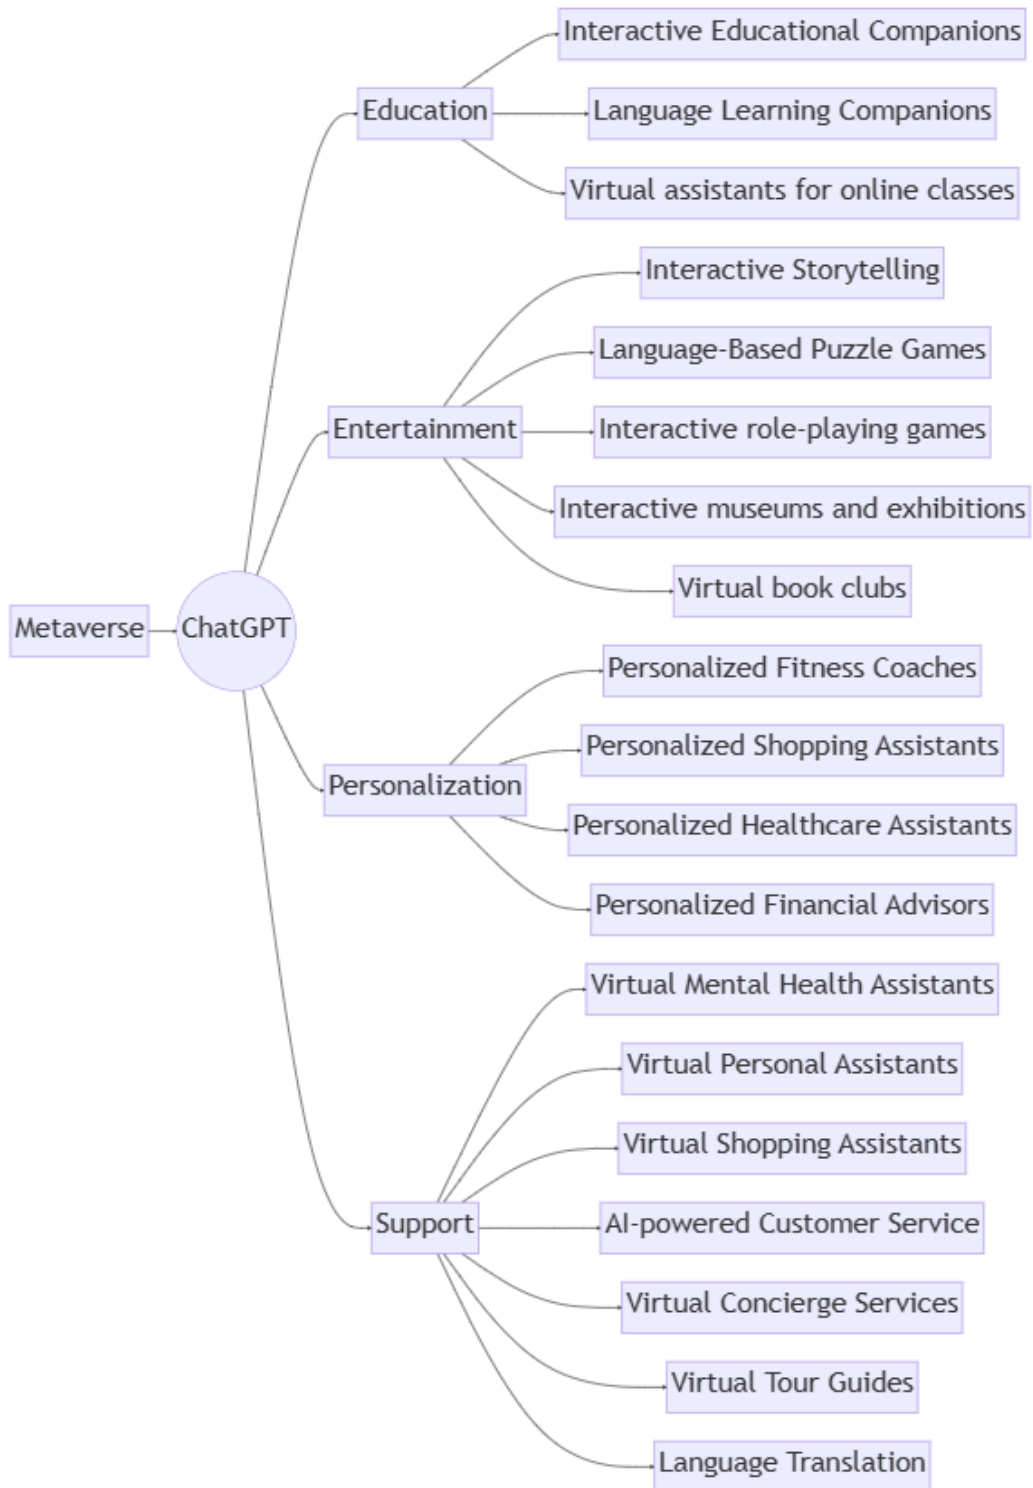 Interactive Educational Companions
Education
Language Learning Companions
Virtual assistants for online classes
Interactive Storytelling
Language-Based Puzzle Games
Entertainment
Interactive role-playing games
Interactive museums and exhibitions
Virtual book clubs
Metaverse
ChatGPT
Personalized Fitness Coaches
Personalized Shopping Assistants
Personalization
Personalized Healthcare Assistants
Personalized Financial Advisors
Virtual Mental Health Assistants
Virtual Personal Assistants
Virtual Shopping Assistants
Support
AI-powered Customer Service
Virtual Concierge Services
Virtual Tour Guides
Language Translation